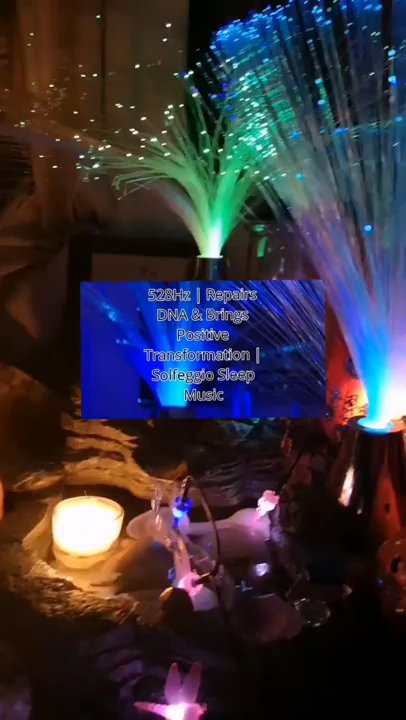 528Hz | Repairs
DNA & Brings
Positive
Transformation |
Solfeggio Sleep
Music